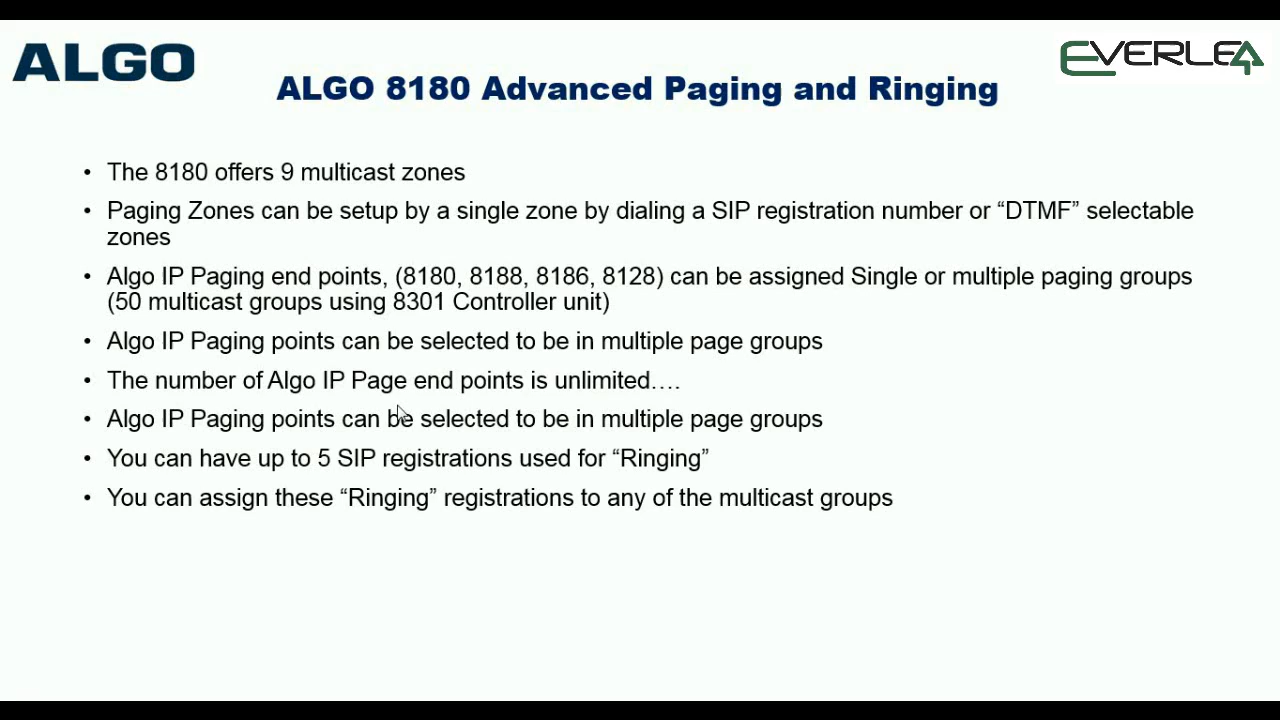 ALGO
EVERLEA
ALGO 8180 Advanced Paging and Ringing
• The 8180 offers 9 multicast zones
• Paging Zones can be setup by a single zone by dialing a SIP registration number or “DTMF” selectable
zones
• Algo IP Paging end points, (8180, 8188, 8186, 8128) can be assigned Single or multiple paging groups
(50 multicast groups using 8301 Controller unit)
• Algo IP Paging points can be selected to be in multiple page groups
• The number of Algo IP Page end points is unlimited….
• Algo IP Paging points can be selected to be in multiple page groups
• You can have up to 5 SIP registrations used for “Ringing”
• You can assign these “Ringing” registrations to any of the multicast groups